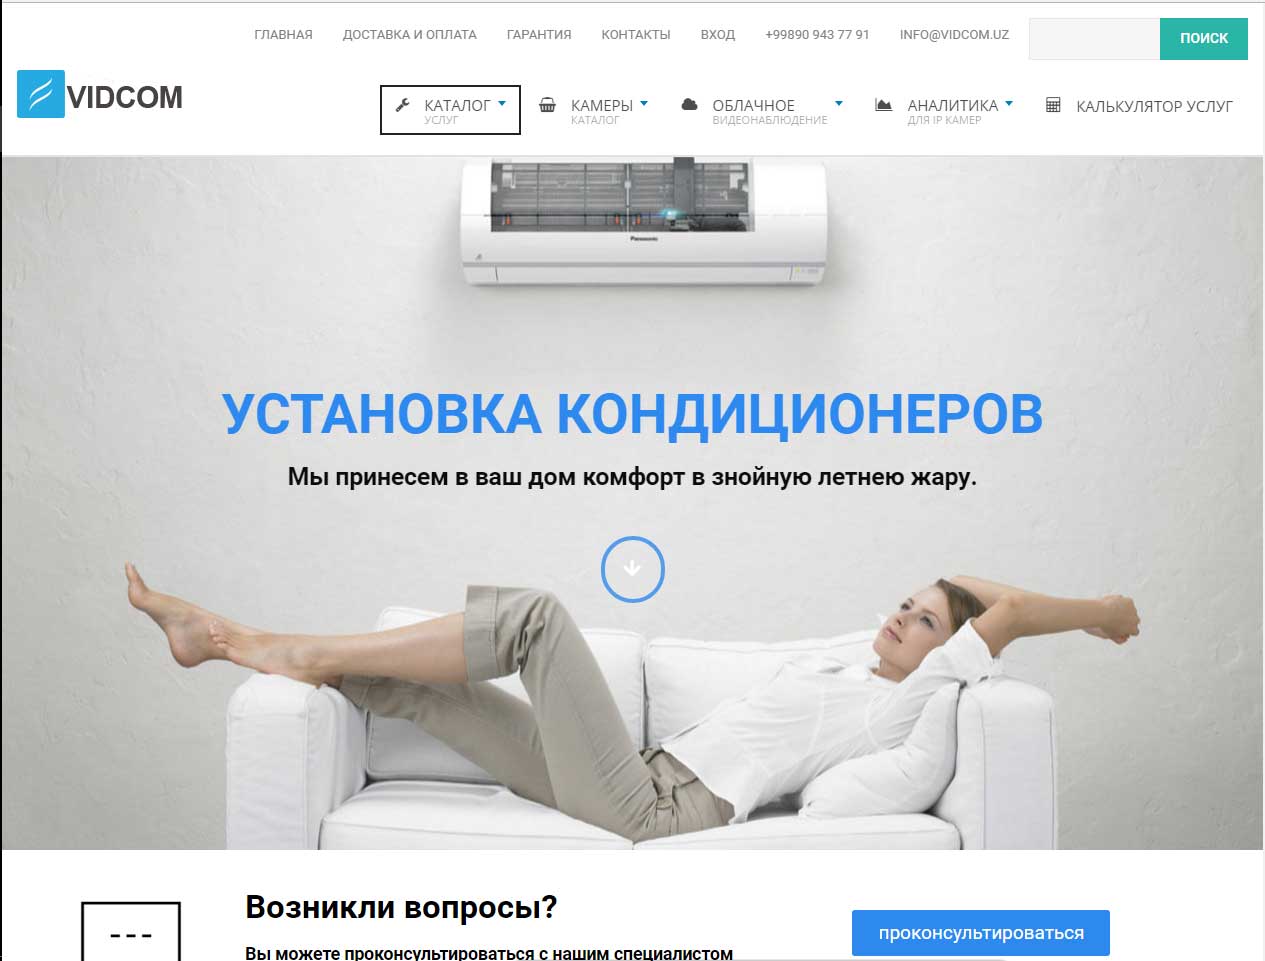 ГЛАВНАЯ ДОСТАВКА И ОПЛАТА ГАРАНТИЯ КОНТАКТЫ ВХОД +99890 943 77 91 INFO@VIDCOM.UZ ПОИСК
VIDCOM
КАТАЛОГ КАМЕРЫ ОБЛАЧНОЕ АНАЛИТИКА КАЛЬКУЛЯТОР УСЛУГ
УСЛУГ КАТАЛОГ ВИДЕОНАБЛЮДЕНИЕ ДЛЯ IP КАМЕР
Panasonic
УСТАНОВКА КОНДИЦИОНЕРОВ
Мы принесем в ваш дом комфорт в знойную летнею жару.
Возникли вопросы?
проконсультироваться
Вы можете проконсультироваться с нашим специалистом